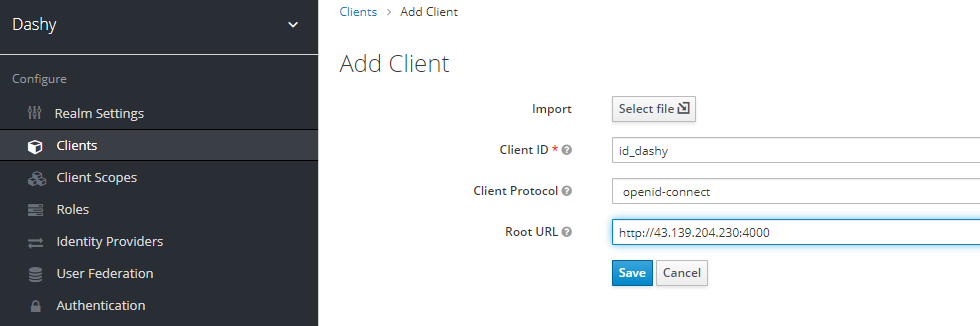 Dashy
Configure
Realm Settings
Clients
Client Scopes
Roles
Identity Providers
User Federation
Authentication
Clients > Add Client
Add Client
Import Select file
Client ID * id_dashy
Client Protocol openid-connect
Root URL http://43.139.204.230:4000
Save Cancel